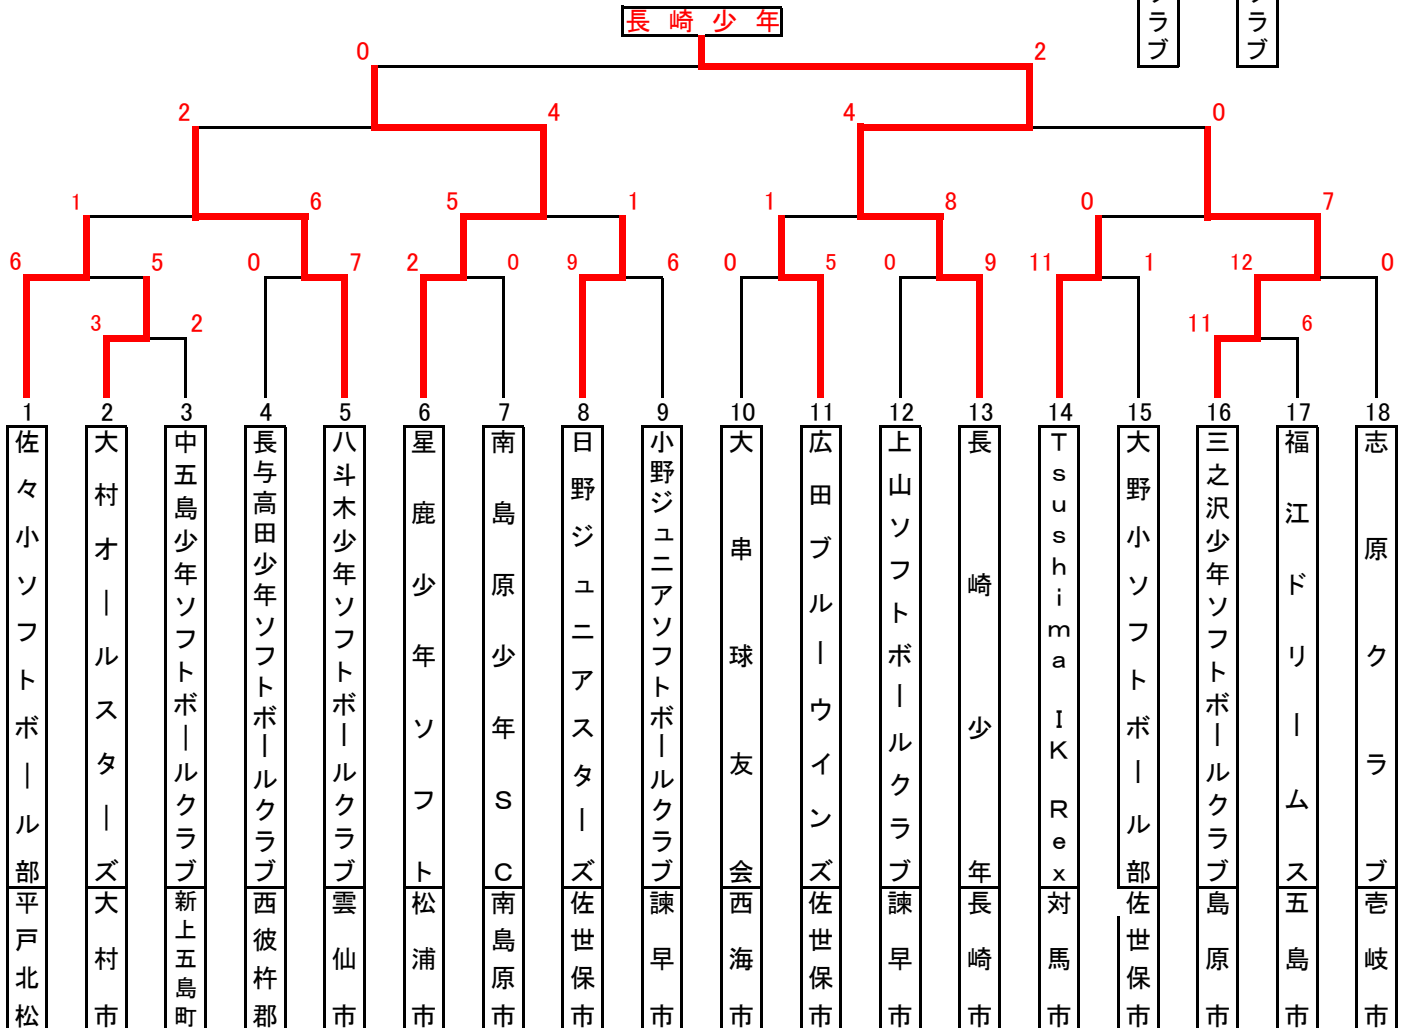 ラブ
ラブ
長崎少年
0 2
2 4 4 0
1 6 5 1 1 8 0 7
6 5 0 7 2 0 9 6 0 5 0 9 11 1 12 0
3 2 11 6
1 2 3 4 5 6 7 8 9 10 11 12 13 14 15 16 17 18
佐々小ソフトボール部
平戸北松
大村オールスターズ
大村市
中五島少年ソフトボールクラブ
新上五島町
長与高田少年ソフトボールクラブ
西彼杵郡
八斗木少年ソフトボールクラブ
雲仙市
星鹿少年ソフト
松浦市
南島原少年SC
南島原市
日野ジュニアスターズ
佐世保市
小野ジュニアソフトボールクラブ
諫早市
大串球友会
西海市
広田ブルーウインズ
佐世保市
上山ソフトボールクラブ
諫早市
長崎少年
長崎市
Tsushima IK Rex
対馬市
大野小ソフトボール部
佐世保市
三之沢少年ソフトボールクラブ
島原市
福江ドリームス
五島市
志原クラブ
壱岐市